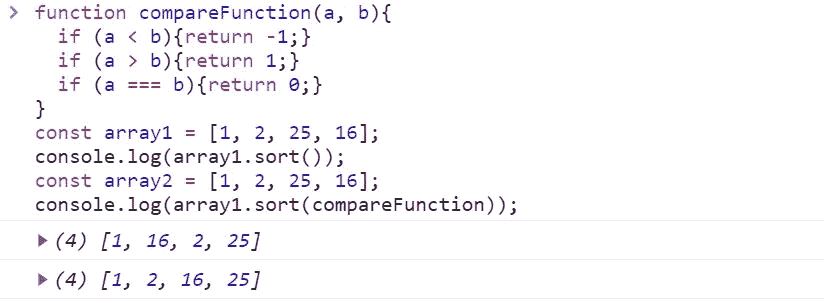 function compareFunction(a, b){
if (a < b){return -1;}
if (a > b){return 1;}
if (a === b){return 0;}
}
const array1 = [1, 2, 25, 16];
console.log(array1.sort());
const array2 = [1, 2, 25, 16];
console.log(array1.sort(compareFunction));
(4) [1, 16, 2, 25]
(4) [1, 2, 16, 25]